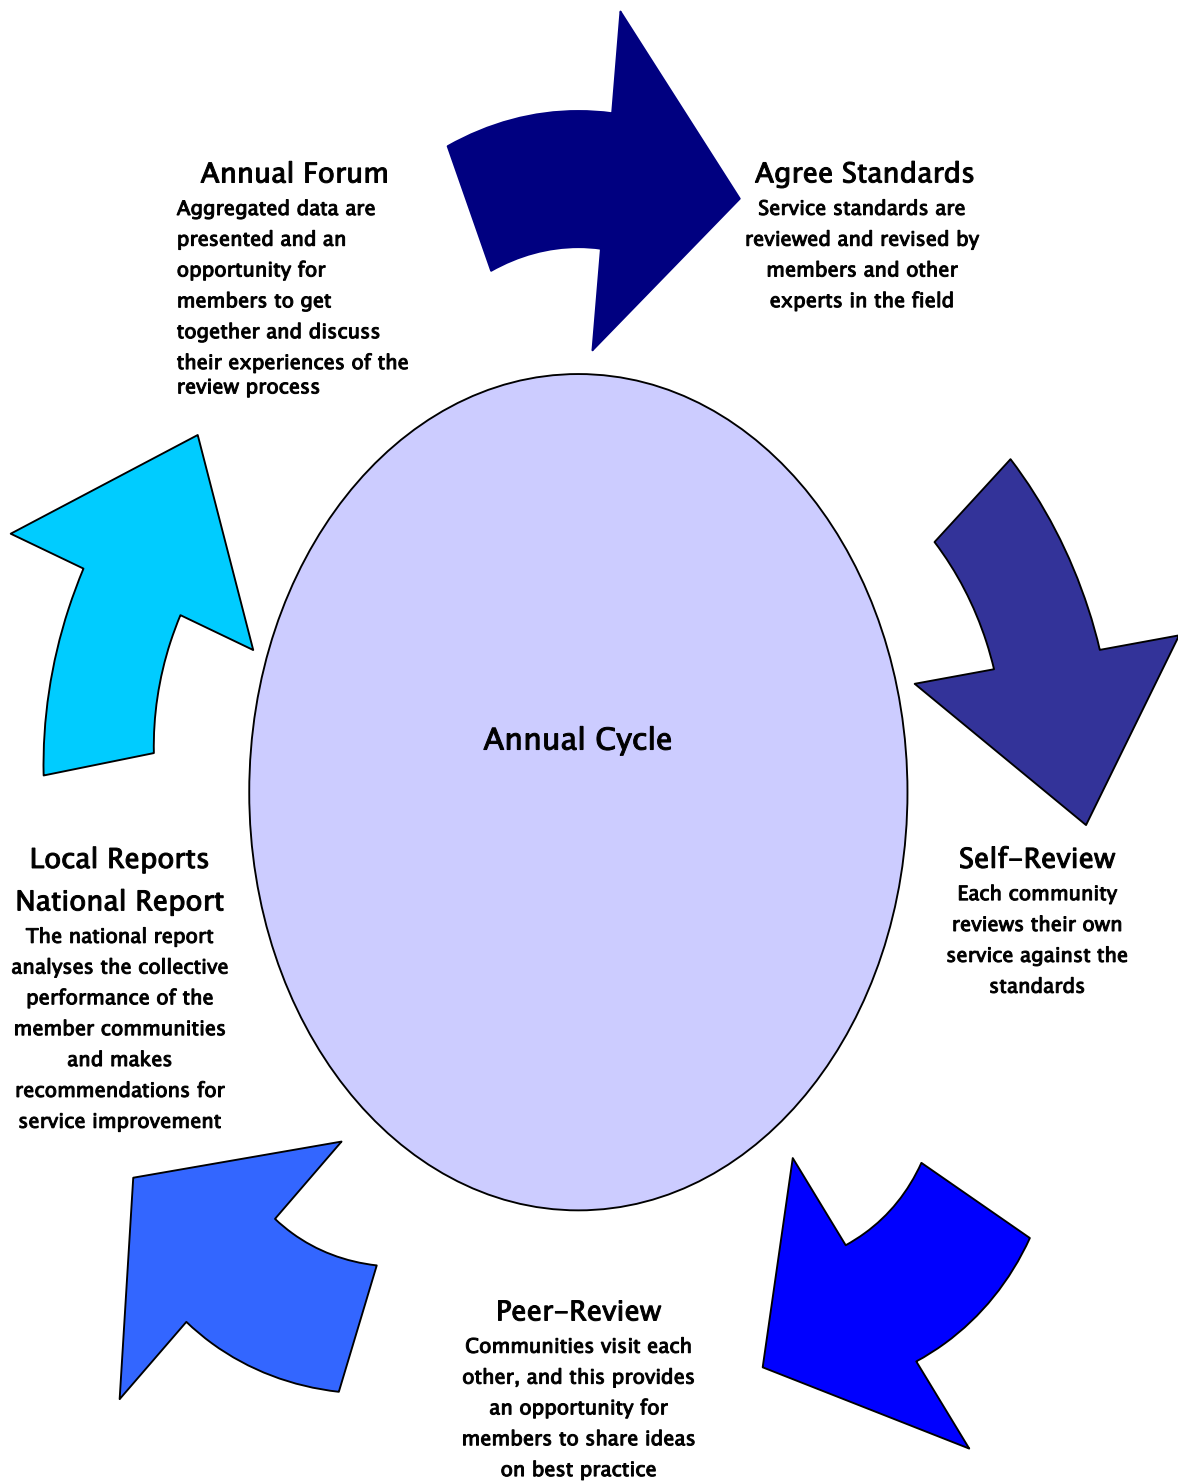 Annual Forum
Aggregated data are
presented and an
opportunity for
members to get
together and discuss
their experiences of the
review process
Agree Standards
Service standards are
reviewed and revised by
members and other
experts in the field
Annual Cycle
Local Reports
National Report
The national report
analyses the collective
performance of the
member communities
and makes
recommendations for
service improvement
Self-Review
Each community
reviews their own
service against the
standards
Peer-Review
Communities visit each
other, and this provides
an opportunity for
members to share ideas
on best practice